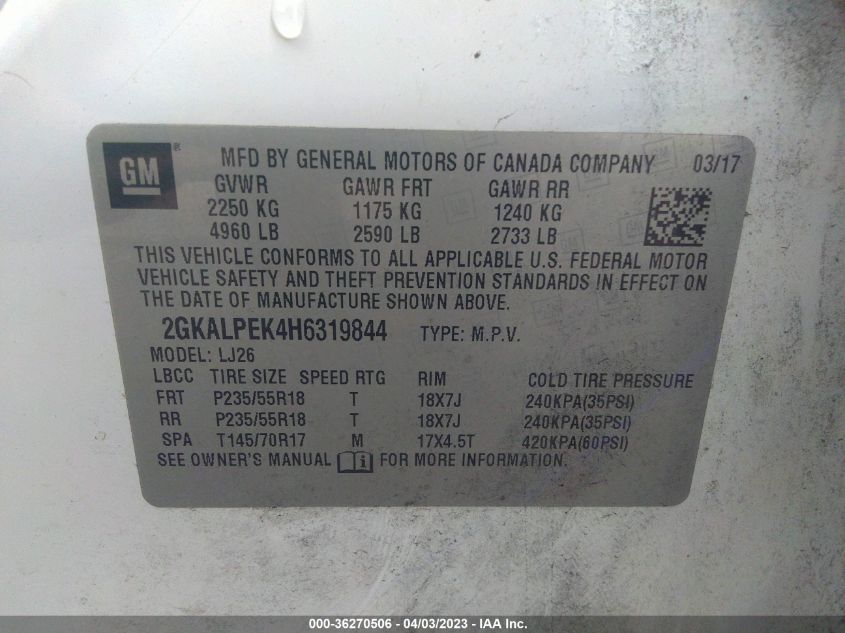 GM ® MFD BY GENERAL MOTORS OF CANADA COMPANY 03/17
GVWR GAWR FRT GAWR RR
2250 KG 1175 KG 1240 KG
4960 LB 2590 LB 2733 LB
THIS VEHICLE CONFORMS TO ALL APPLICABLE U.S. FEDERAL MOTOR
VEHICLE SAFETY AND THEFT PREVENTION STANDARDS IN EFFECT ON
THE DATE OF MANUFACTURE SHOWN ABOVE.
2GKALPEK4H6319844 TYPE: M.P.V.
MODEL: LJ26
LBCC TIRE SIZE SPEED RTG RIM COLD TIRE PRESSURE
FRT P235/55R18 T 18X7J 240KPA(35PSI)
RR P235/55R18 T 18X7J 240KPA(35PSI)
SPA T145/70R17 M 17X4.5T 420KPA(60PSI)
SEE OWNER'S MANUAL i FOR MORE INFORMATION.
000-36270506 - 04/03/2023 - IAA Inc.